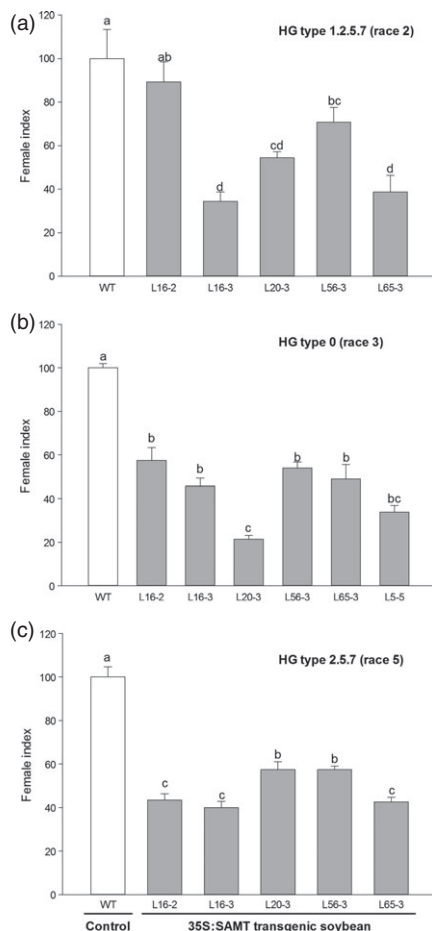 (a)
HG type 1.2.5.7 (race 2)
Female index
120
100
80
60
40
20
0
a
ab
d
cd
bc
d
WT L16-2 L16-3 L20-3 L56-3 L65-3
(b)
HG type 0 (race 3)
Female index
120
100
80
60
40
20
0
a
b
b
c
b
b
bc
WT L16-2 L16-3 L20-3 L56-3 L65-3 L5-5
(c)
HG type 2.5.7 (race 5)
Female index
120
100
80
60
40
20
0
a
c
c
b
b
c
WT L16-2 L16-3 L20-3 L56-3 L65-3
Control 35S:SAMT transgenic soybean